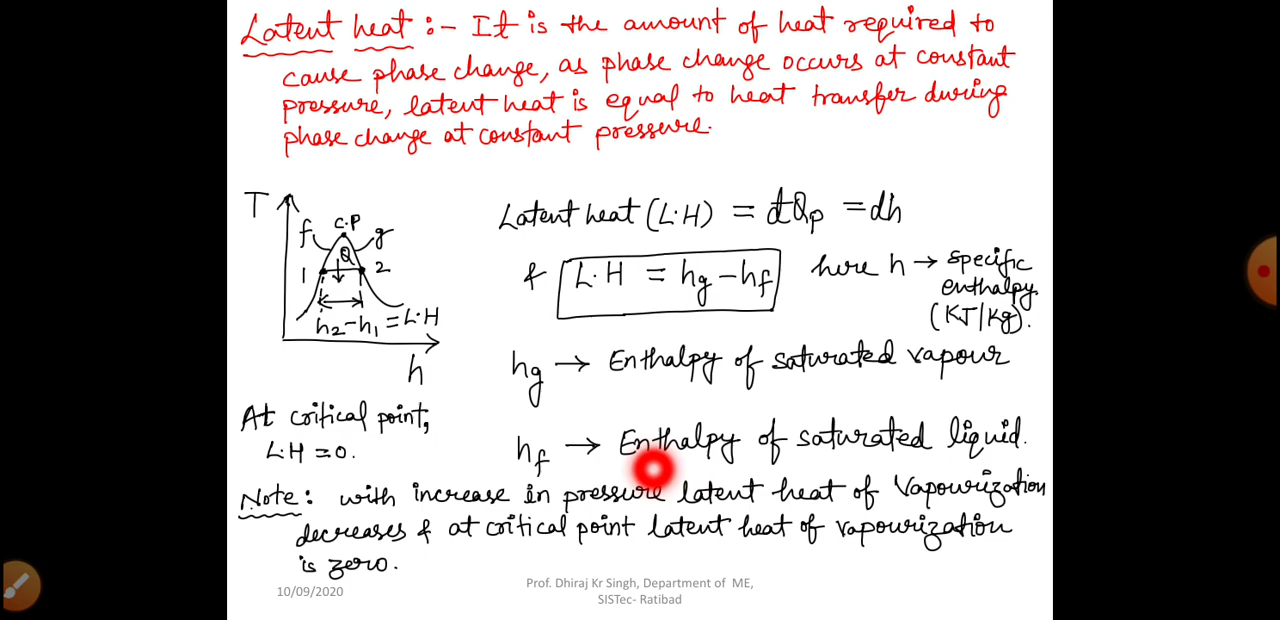 Latent heat :- It is the amount of heat required to
cause phase change, as phase change occurs at constant
pressure, latent heat is equal to heat transfer during
phase change at constant pressure.
T
f
C.P
g
Q
1
2
h2-h1 = L.H
h
Latent heat (L.H) = dQp = dh
& L.H = hg - hf
here h → specific
enthalpy
(KJ/Kg).
hg → Enthalpy of saturated vapour
At critical point,
L.H = 0.
hf → Enthalpy of saturated liquid.
Note: with increase in pressure latent heat of vapourization
decreases & at critical point latent heat of vapourization
is zero.
10/09/2020
Prof. Dhiraj Kr Singh, Department of ME,
SISTec- Ratibad